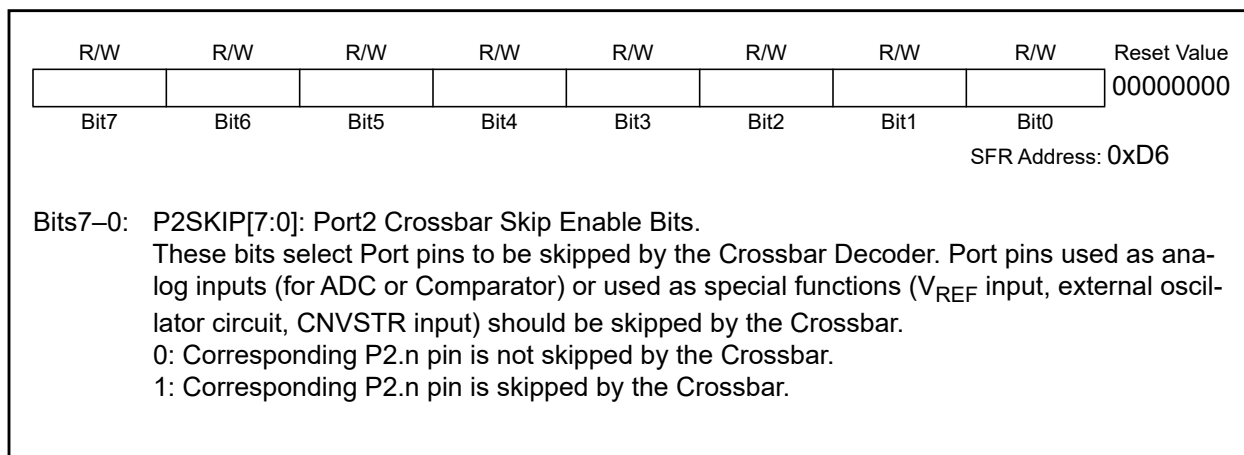 R/W R/W R/W R/W R/W R/W R/W R/W Reset Value
00000000
Bit7 Bit6 Bit5 Bit4 Bit3 Bit2 Bit1 Bit0
SFR Address: 0xD6
Bits7–0: P2SKIP[7:0]: Port2 Crossbar Skip Enable Bits.
These bits select Port pins to be skipped by the Crossbar Decoder. Port pins used as ana-
log inputs (for ADC or Comparator) or used as special functions (VREF input, external oscil-
lator circuit, CNVSTR input) should be skipped by the Crossbar.
0: Corresponding P2.n pin is not skipped by the Crossbar.
1: Corresponding P2.n pin is skipped by the Crossbar.